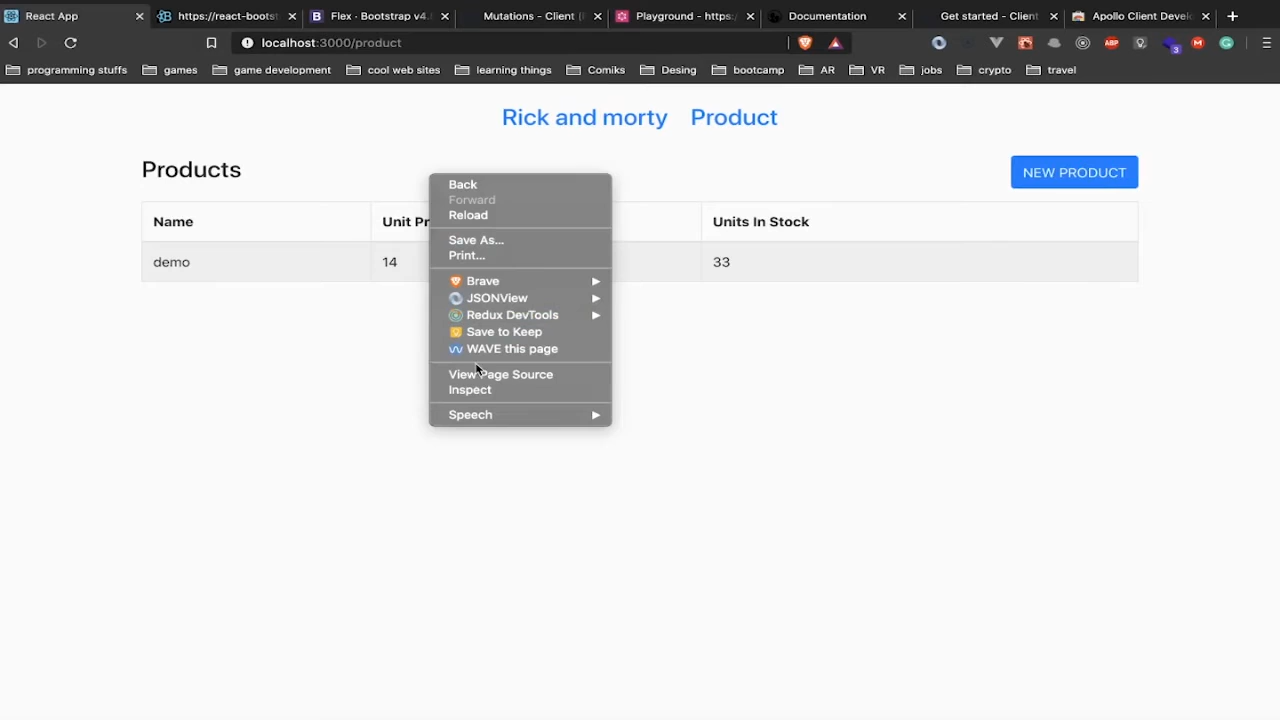 React App
https://react-bootst
Flex · Bootstrap v4.
Mutations - Client (
Playground - https:/
Documentation
Get started - Client
Apollo Client Devel
localhost:3000/product
ABP
3
programming stuffs
games
game development
cool web sites
learning things
Comiks
Desing
bootcamp
AR
VR
jobs
crypto
travel
Rick and morty Product
Products
NEW PRODUCT
Name Unit Pr Units In Stock
demo 14 33
Back
Forward
Reload
Save As...
Print...
Brave
JSONView
Redux DevTools
Save to Keep
WAVE this page
View Page Source
Inspect
Speech